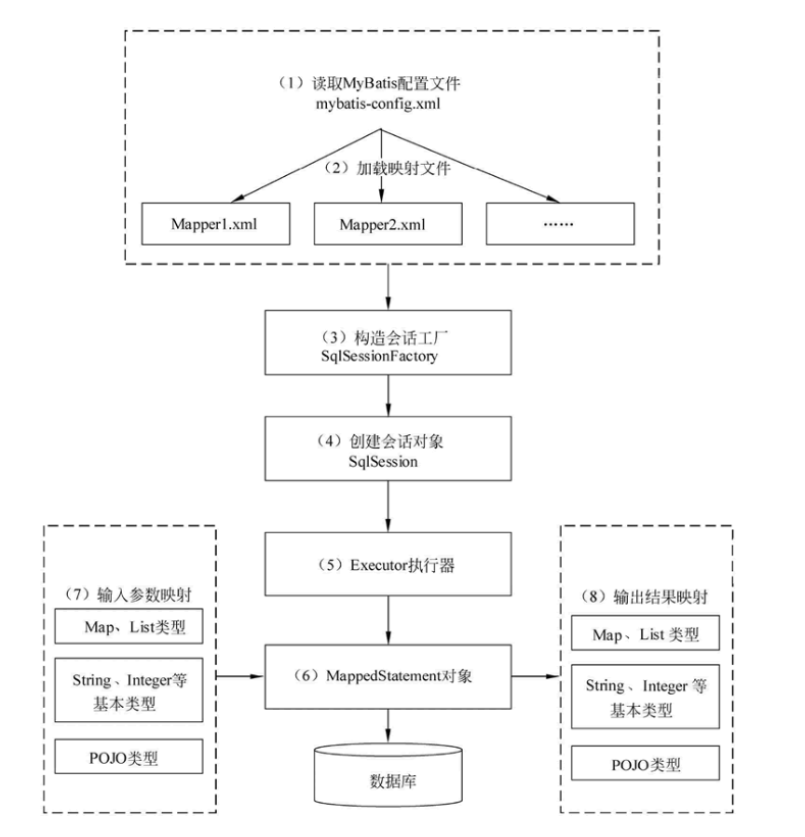 （1）读取MyBatis配置文件
mybatis-config.xml
（2）加载映射文件
Mapper1.xml
Mapper2.xml
……
（3）构造会话工厂
SqlSessionFactory
（4）创建会话对象
SqlSession
（5）Executor执行器
（7）输入参数映射
Map、List类型
String、Integer等
基本类型
POJO类型
（6）MappedStatement对象
数据库
（8）输出结果映射
Map、List 类型
String、Integer 等
基本类型
POJO类型